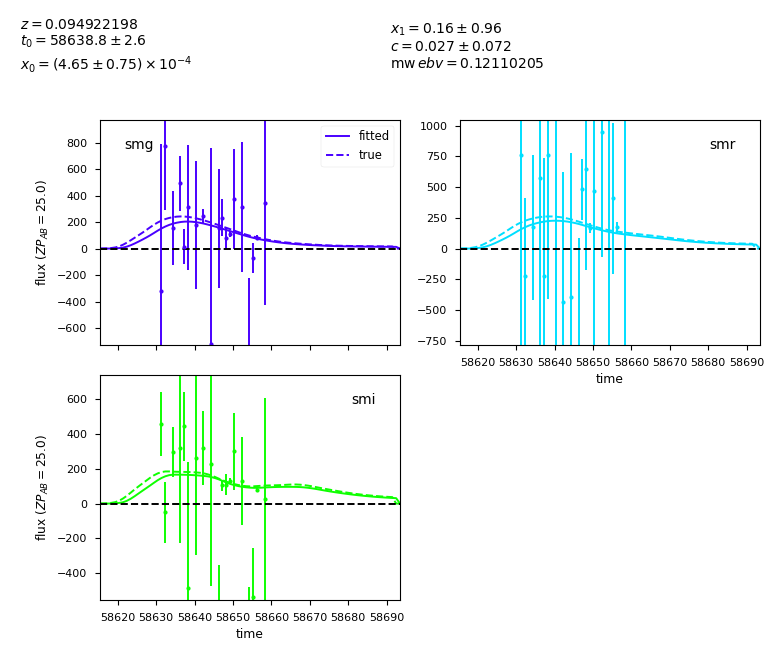 z = 0.094922198
t₀ = 58638.8 ± 2.6
x₀ = (4.65 ± 0.75) × 10⁻⁴
x₁ = 0.16 ± 0.96
c = 0.027 ± 0.072
mw ebv = 0.12110205
smg
fitted
true
800
600
400
200
0
−200
−400
−600
flux (ZP_AB = 25.0)
smr
1000
750
500
250
0
−250
−500
−750
58620 58630 58640 58650 58660 58670 58680 58690
time
smi
600
400
200
0
−200
−400
flux (ZP_AB = 25.0)
58620 58630 58640 58650 58660 58670 58680 58690
time